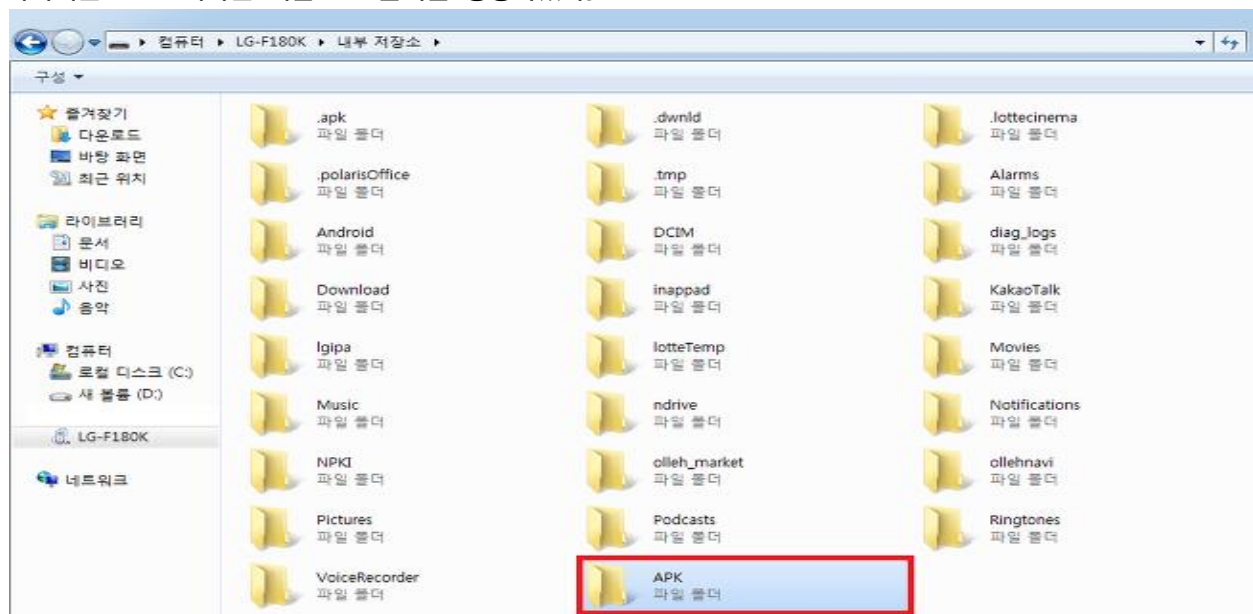 컴퓨터 ▸ LG-F180K ▸ 내부 저장소 ▸
구성
즐겨찾기
다운로드
바탕 화면
최근 위치
라이브러리
문서
비디오
사진
음악
컴퓨터
로컬 디스크 (C:)
새 볼륨 (D:)
LG-F180K
네트워크
.apk
파일 폴더
.dwnld
파일 폴더
.lottecinema
파일 폴더
.polarisOffice
파일 폴더
.tmp
파일 폴더
Alarms
파일 폴더
Android
파일 폴더
DCIM
파일 폴더
diag_logs
파일 폴더
Download
파일 폴더
inappad
파일 폴더
KakaoTalk
파일 폴더
lgipa
파일 폴더
lotteTemp
파일 폴더
Movies
파일 폴더
Music
파일 폴더
ndrive
파일 폴더
Notifications
파일 폴더
NPKI
파일 폴더
olleh_market
파일 폴더
ollehnavi
파일 폴더
Pictures
파일 폴더
Podcasts
파일 폴더
Ringtones
파일 폴더
VoiceRecorder
파일 폴더
APK
파일 폴더